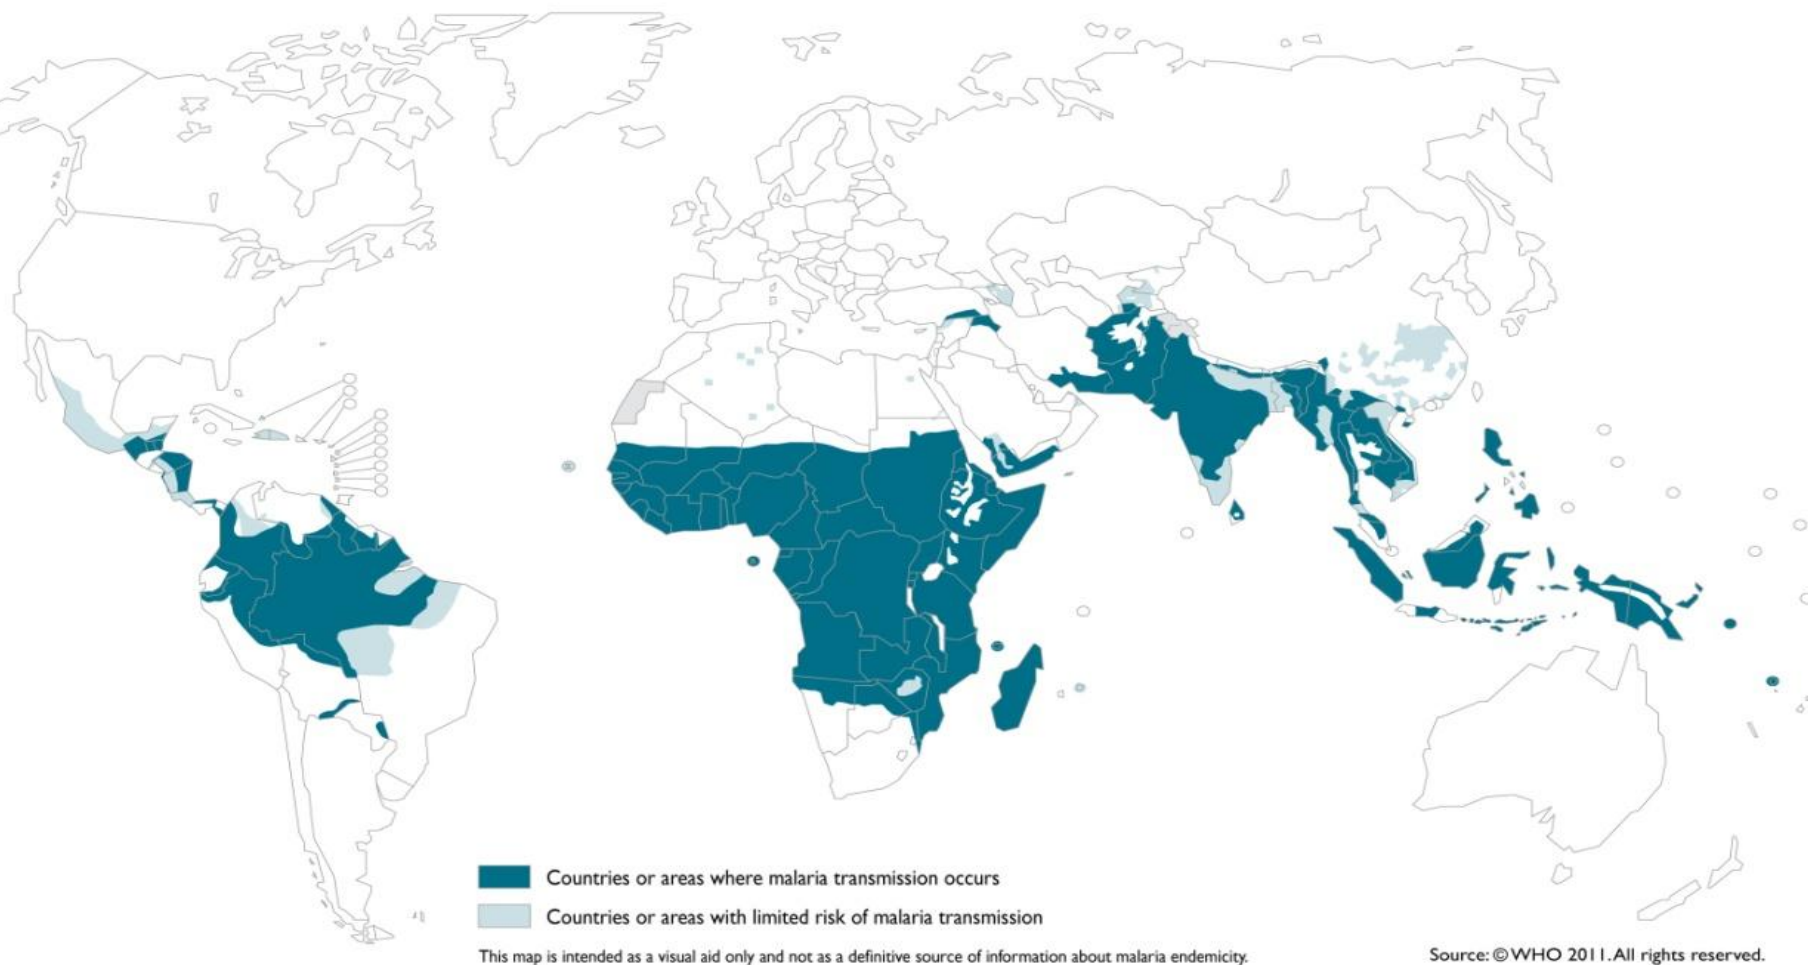 Countries or areas where malaria transmission occurs
Countries or areas with limited risk of malaria transmission
This map is intended as a visual aid only and not as a definitive source of information about malaria endemicity.
Source: © WHO 2011. All rights reserved.